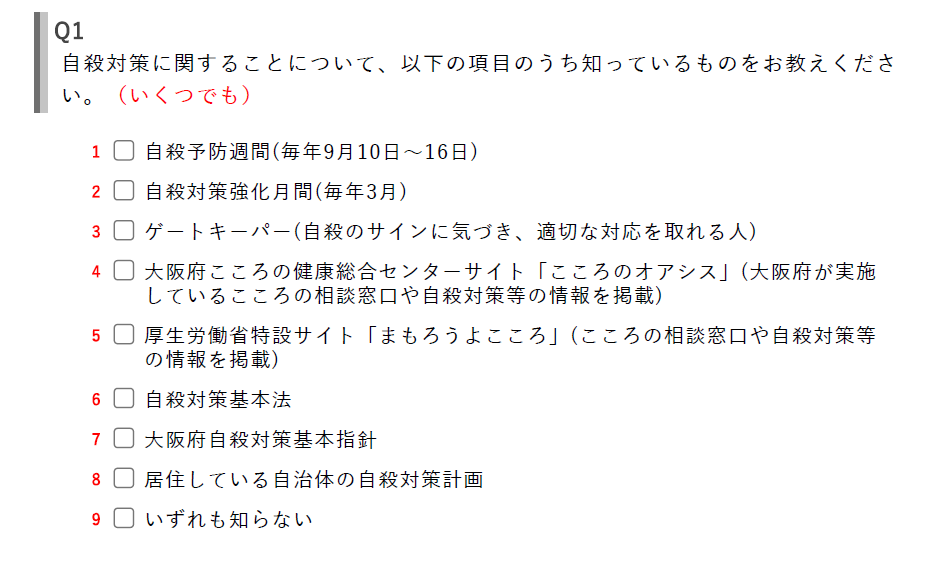 Q1
自殺対策に関することについて、以下の項目のうち知っているものをお教えくださ
い。（いくつでも）
1 自殺予防週間(毎年9月10日～16日)
2 自殺対策強化月間(毎年3月)
3 ゲートキーパー(自殺のサインに気づき、適切な対応を取れる人)
4 大阪府こころの健康総合センターサイト「こころのオアシス」(大阪府が実施
しているこころの相談窓口や自殺対策等の情報を掲載)
5 厚生労働省特設サイト「まもろうよこころ」(こころの相談窓口や自殺対策等
の情報を掲載)
6 自殺対策基本法
7 大阪府自殺対策基本指針
8 居住している自治体の自殺対策計画
9 いずれも知らない